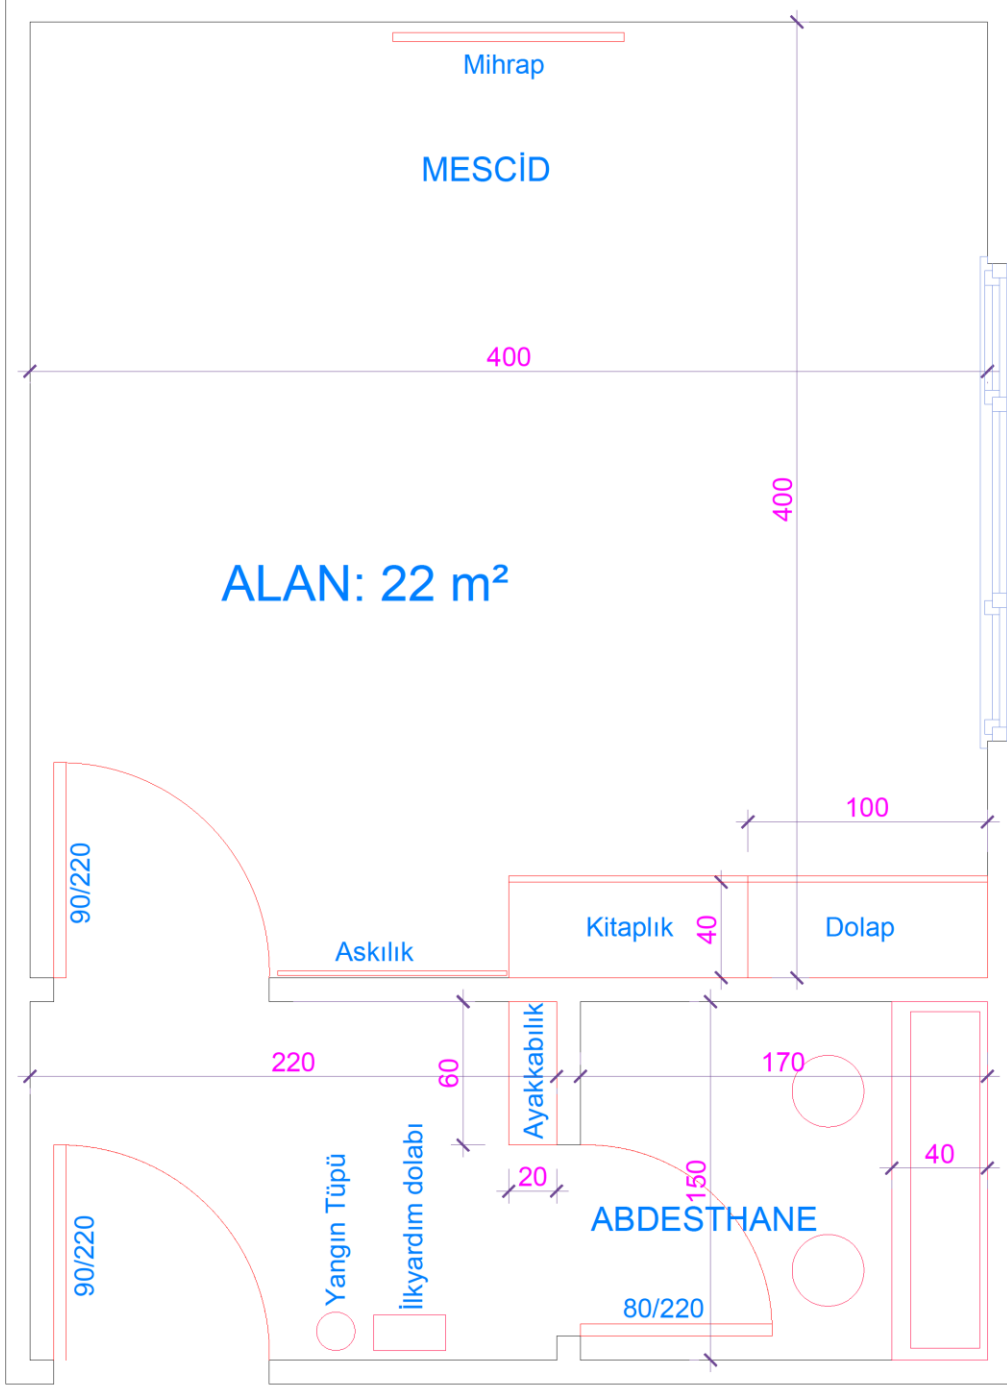 Mihrap
MESCİD
400
400
ALAN: 22 m²
100
90/220
Askılık
Kitaplık
40
Dolap
220
60
Ayakkabılık
170
20
150
40
90/220
Yangın Tüpü
İlkyardım dolabı
ABDESTHANE
80/220